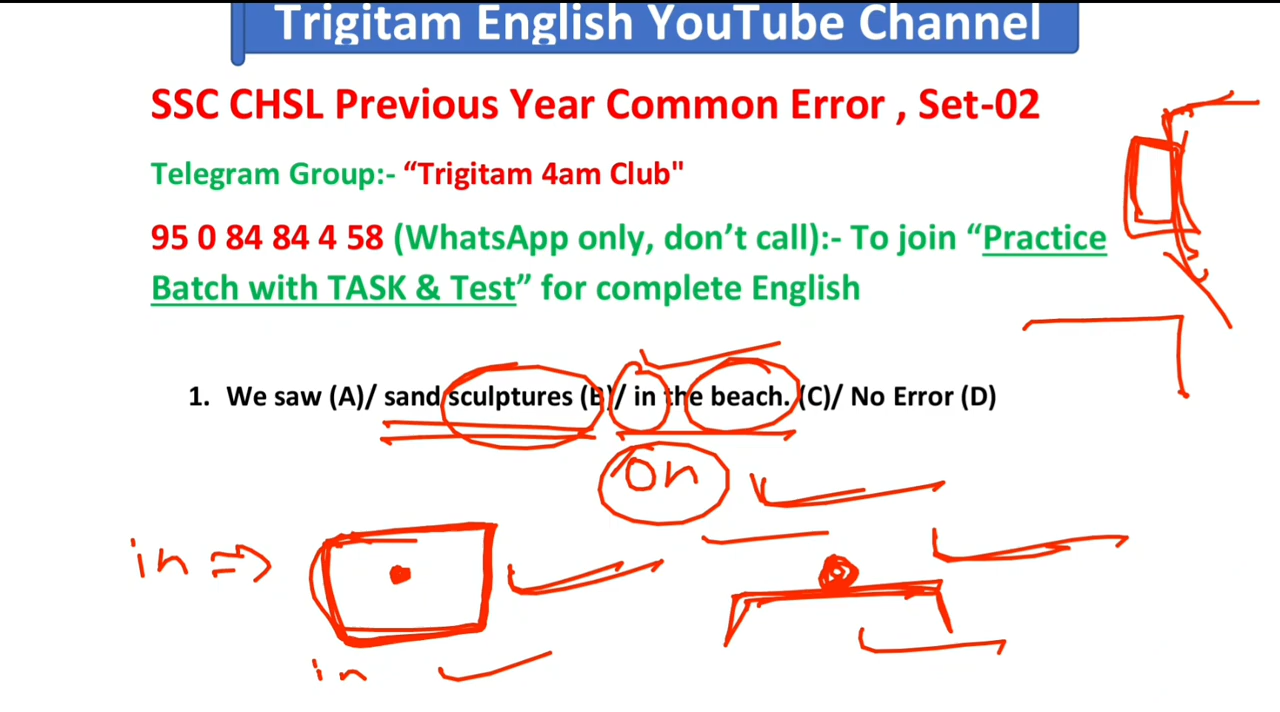 Trigitam English YouTube Channel
SSC CHSL Previous Year Common Error , Set-02
Telegram Group:- “Trigitam 4am Club"
95 0 84 84 4 58 (WhatsApp only, don’t call):- To join “Practice
Batch with TASK & Test” for complete English
1. We saw (A)/ sand sculptures (B)/ in the beach. (C)/ No Error (D)
on
in ⇒
in